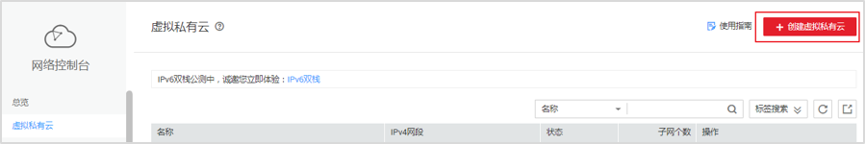 虚拟私有云
使用指南
+ 创建虚拟私有云
网络控制台
IPv6双栈公测中，诚邀您立即体验：IPv6双栈
总览
名称
标签搜索
虚拟私有云
名称 IPv4网段 状态 子网个数 操作